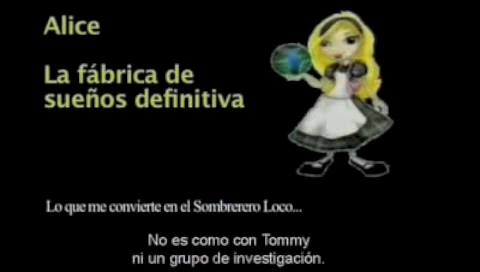 Alice
La fábrica de
sueños definitiva
Lo que me convierte en el Sombrerero Loco...
No es como con Tommy
ni un grupo de investigación.